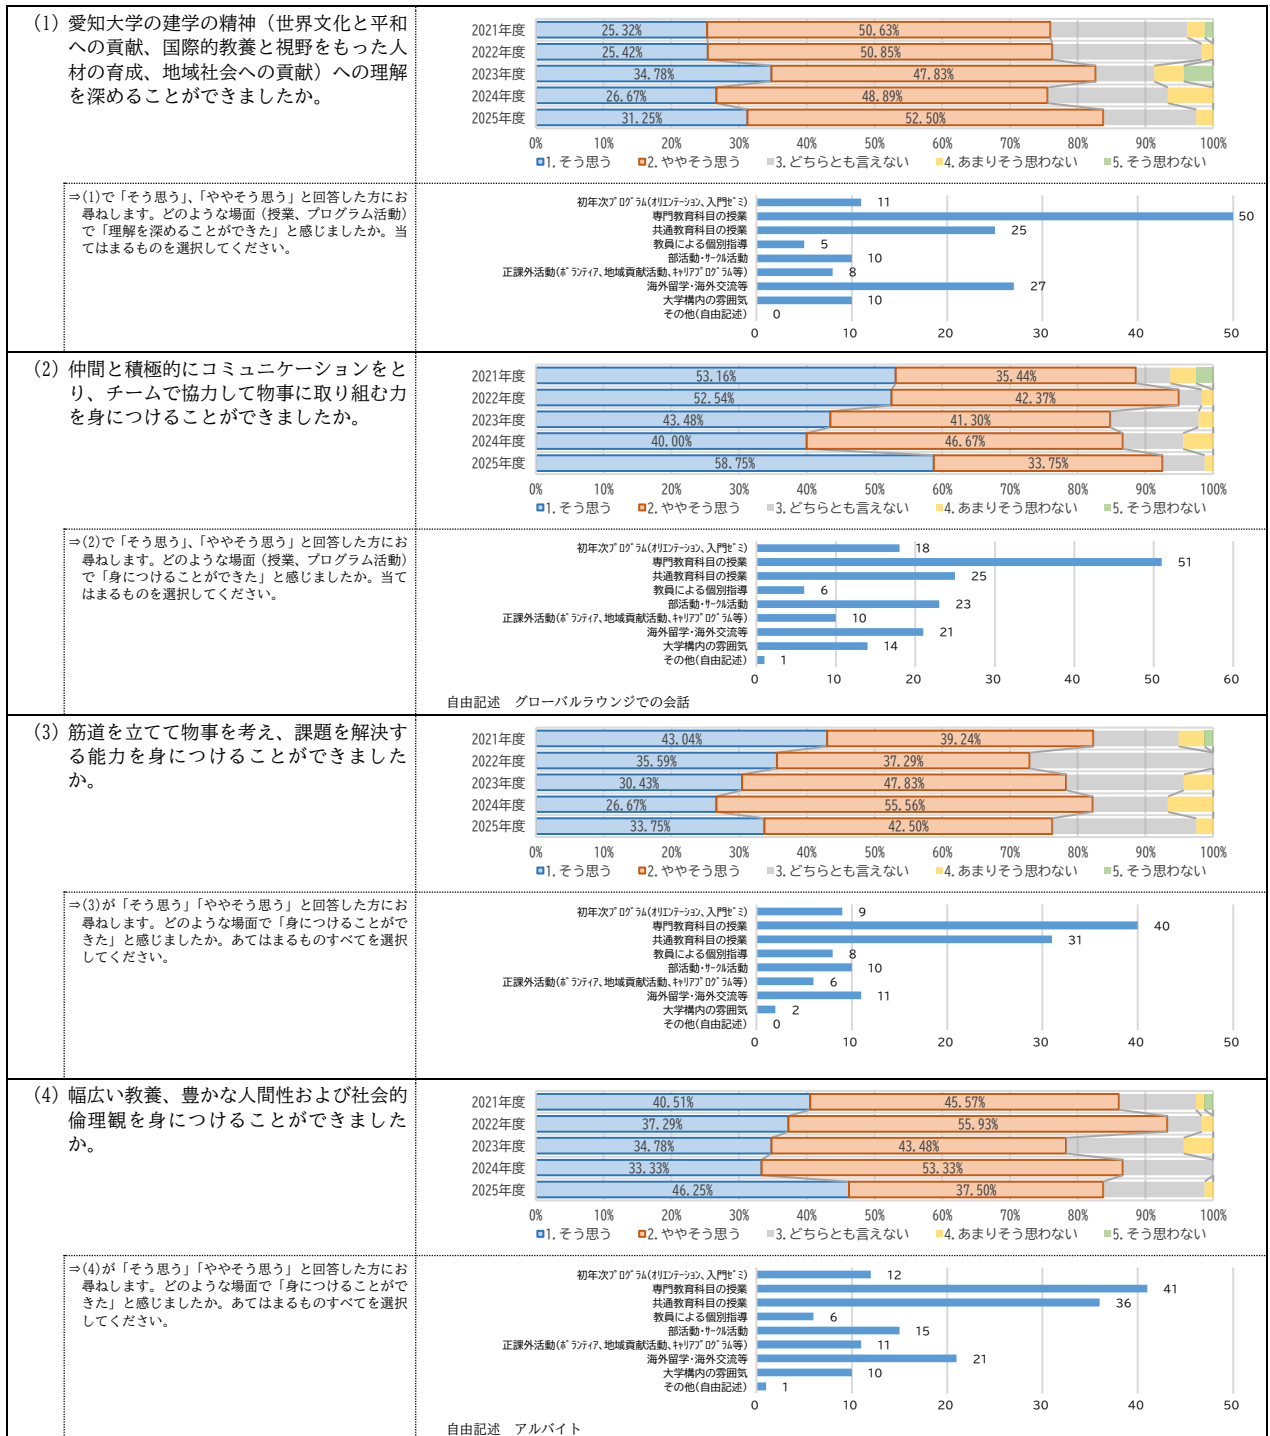 (1) 愛知大学の建学の精神（世界文化と平和
への貢献、国際的教養と視野をもった人
材の育成、地域社会への貢献）への理解
を深めることができましたか。
2021年度 25.32% 50.63%
2022年度 25.42% 50.85%
2023年度 34.78% 47.83%
2024年度 26.67% 48.89%
2025年度 31.25% 52.50%
0% 10% 20% 30% 40% 50% 60% 70% 80% 90% 100%
1.そう思う 2.ややそう思う 3.どちらとも言えない 4.あまりそう思わない 5.そう思わない
⇒(1)で「そう思う」、「ややそう思う」と回答した方にお
尋ねします。どのような場面（授業、プログラム活動）
で「理解を深めることができた」と感じましたか。当
てはまるものを選択してください。
初年次ﾌﾟﾛｸﾞﾗﾑ(ｵﾘｴﾝﾃｰｼｮﾝ、入門ｾﾞﾐ) 11
専門教育科目の授業 50
共通教育科目の授業 25
教員による個別指導 5
部活動･ｻｰｸﾙ活動 10
正課外活動(ﾎﾞﾗﾝﾃｨｱ、地域貢献活動、ｷｬﾘｱﾌﾟﾛｸﾞﾗﾑ等) 8
海外留学･海外交流等 27
大学構内の雰囲気 10
その他(自由記述) 0
0 10 20 30 40 50
(2) 仲間と積極的にコミュニケーションをと
り、チームで協力して物事に取り組む力
を身につけることができましたか。
2021年度 53.16% 35.44%
2022年度 52.54% 42.37%
2023年度 43.48% 41.30%
2024年度 40.00% 46.67%
2025年度 58.75% 33.75%
0% 10% 20% 30% 40% 50% 60% 70% 80% 90% 100%
1.そう思う 2.ややそう思う 3.どちらとも言えない 4.あまりそう思わない 5.そう思わない
⇒(2)で「そう思う」、「ややそう思う」と回答した方にお
尋ねします。どのような場面（授業、プログラム活動）
で「身につけることができた」と感じましたか。当て
はまるものを選択してください。
初年次ﾌﾟﾛｸﾞﾗﾑ(ｵﾘｴﾝﾃｰｼｮﾝ、入門ｾﾞﾐ) 18
専門教育科目の授業 51
共通教育科目の授業 25
教員による個別指導 6
部活動･ｻｰｸﾙ活動 23
正課外活動(ﾎﾞﾗﾝﾃｨｱ、地域貢献活動、ｷｬﾘｱﾌﾟﾛｸﾞﾗﾑ等) 10
海外留学･海外交流等 21
大学構内の雰囲気 14
その他(自由記述) 1
0 10 20 30 40 50 60
自由記述　グローバルラウンジでの会話
(3) 筋道を立てて物事を考え、課題を解決す
る能力を身につけることができました
か。
2021年度 43.04% 39.24%
2022年度 35.59% 37.29%
2023年度 30.43% 47.83%
2024年度 26.67% 55.56%
2025年度 33.75% 42.50%
0% 10% 20% 30% 40% 50% 60% 70% 80% 90% 100%
1.そう思う 2.ややそう思う 3.どちらとも言えない 4.あまりそう思わない 5.そう思わない
⇒(3)が「そう思う」「ややそう思う」と回答した方にお
尋ねします。どのような場面で「身につけることがで
きた」と感じましたか。あてはまるものすべてを選択
してください。
初年次ﾌﾟﾛｸﾞﾗﾑ(ｵﾘｴﾝﾃｰｼｮﾝ、入門ｾﾞﾐ) 9
専門教育科目の授業 40
共通教育科目の授業 31
教員による個別指導 8
部活動･ｻｰｸﾙ活動 10
正課外活動(ﾎﾞﾗﾝﾃｨｱ、地域貢献活動、ｷｬﾘｱﾌﾟﾛｸﾞﾗﾑ等) 6
海外留学･海外交流等 11
大学構内の雰囲気 2
その他(自由記述) 0
0 10 20 30 40 50
(4) 幅広い教養、豊かな人間性および社会的
倫理観を身につけることができました
か。
2021年度 40.51% 45.57%
2022年度 37.29% 55.93%
2023年度 34.78% 43.48%
2024年度 33.33% 53.33%
2025年度 46.25% 37.50%
0% 10% 20% 30% 40% 50% 60% 70% 80% 90% 100%
1.そう思う 2.ややそう思う 3.どちらとも言えない 4.あまりそう思わない 5.そう思わない
⇒(4)が「そう思う」「ややそう思う」と回答した方にお
尋ねします。どのような場面で「身につけることがで
きた」と感じましたか。あてはまるものすべてを選択
してください。
初年次ﾌﾟﾛｸﾞﾗﾑ(ｵﾘｴﾝﾃｰｼｮﾝ、入門ｾﾞﾐ) 12
専門教育科目の授業 41
共通教育科目の授業 36
教員による個別指導 6
部活動･ｻｰｸﾙ活動 15
正課外活動(ﾎﾞﾗﾝﾃｨｱ、地域貢献活動、ｷｬﾘｱﾌﾟﾛｸﾞﾗﾑ等) 11
海外留学･海外交流等 21
大学構内の雰囲気 10
その他(自由記述) 1
0 10 20 30 40 50
自由記述　アルバイト